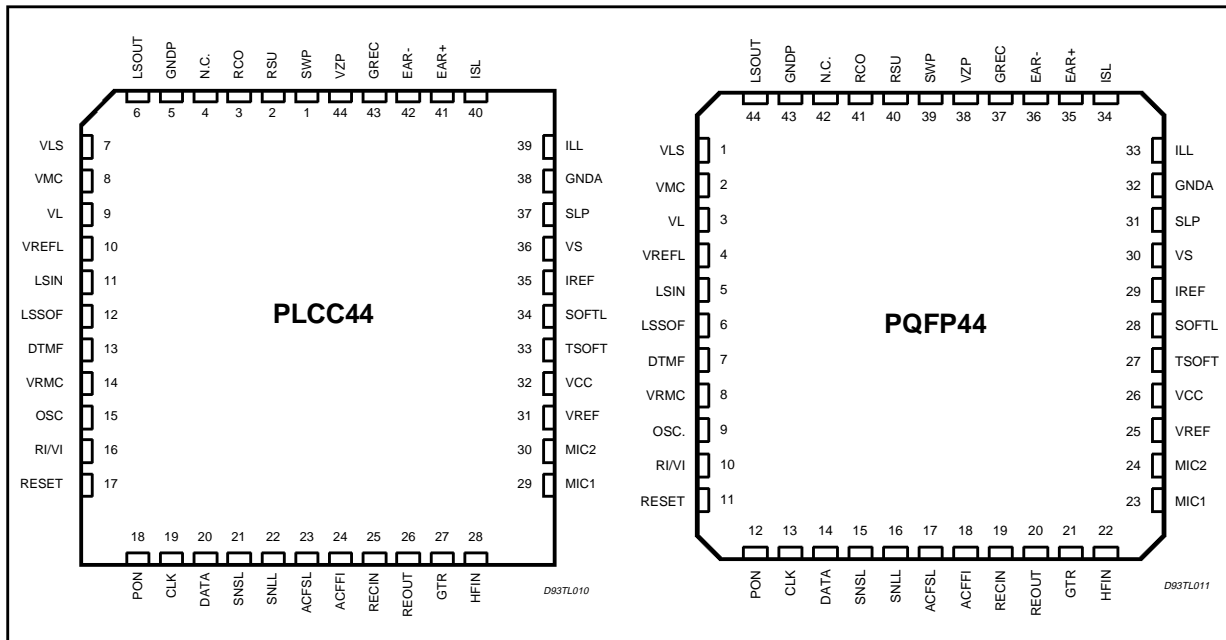 LSOUT GNDP N.C. RCO RSU SWP VZP GREC EAR- EAR+ ISL
6 5 4 3 2 1 44 43 42 41 40
VLS 7
VMC 8
VL 9
VREFL 10
LSIN 11
LSSOF 12
DTMF 13
VRMC 14
OSC 15
RI/VI 16
RESET 17
39 ILL
38 GNDA
37 SLP
36 VS
35 IREF
34 SOFTL
33 TSOFT
32 VCC
31 VREF
30 MIC2
29 MIC1
PLCC44
18 19 20 21 22 23 24 25 26 27 28
PON CLK DATA SNSL SNLL ACFSL ACFFI RECIN REOUT GTR HFIN
D93TL010
LSOUT GNDP N.C. RCO RSU SWP VZP GREC EAR- EAR+ ISL
44 43 42 41 40 39 38 37 36 35 34
VLS 1
VMC 2
VL 3
VREFL 4
LSIN 5
LSSOF 6
DTMF 7
VRMC 8
OSC. 9
RI/VI 10
RESET 11
33 ILL
32 GNDA
31 SLP
30 VS
29 IREF
28 SOFTL
27 TSOFT
26 VCC
25 VREF
24 MIC2
23 MIC1
PQFP44
12 13 14 15 16 17 18 19 20 21 22
PON CLK DATA SNSL SNLL ACFSL ACFFI RECIN REOUT GTR HFIN
D93TL011